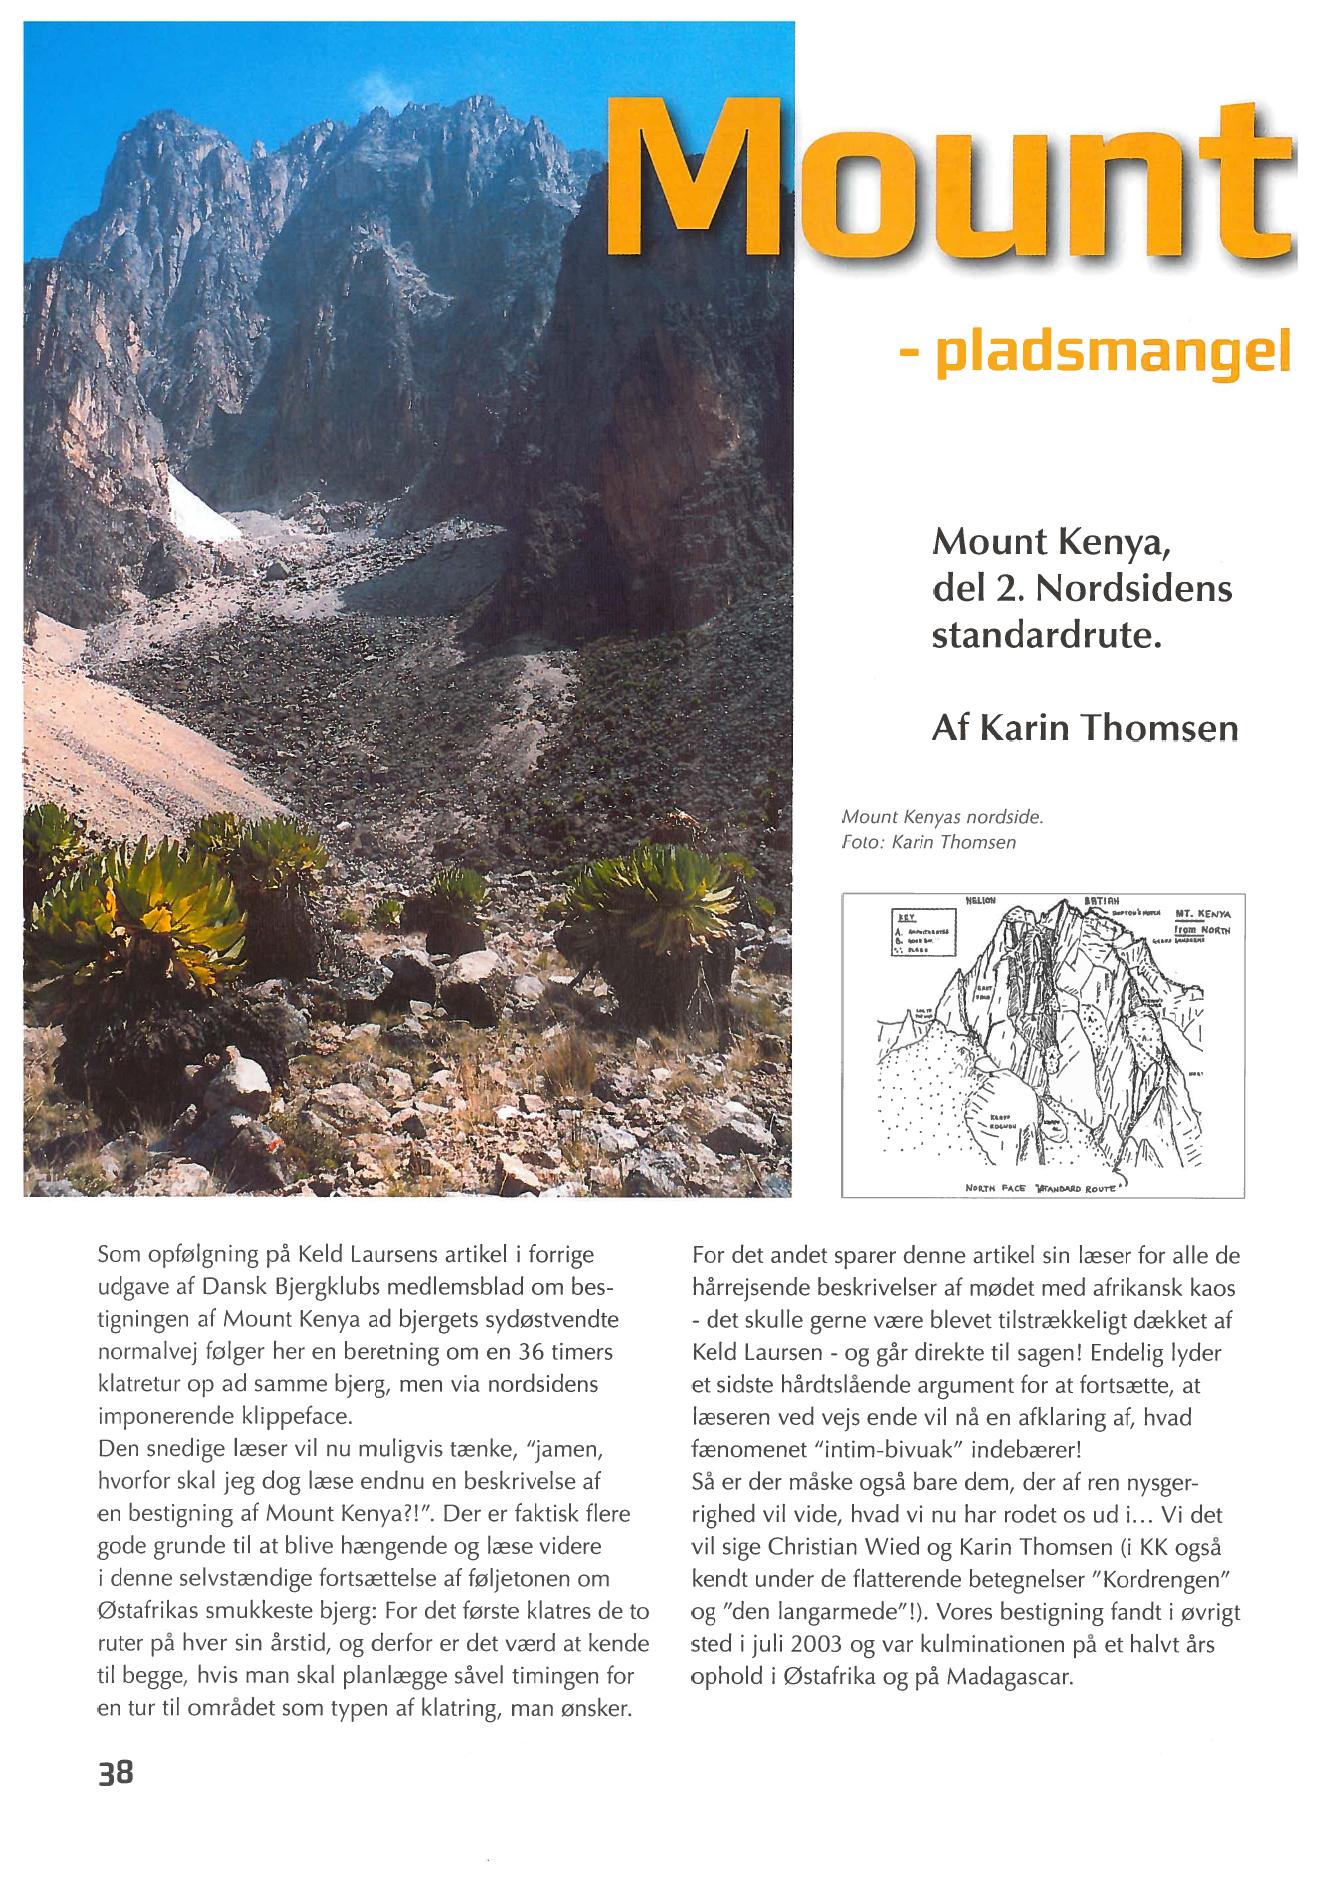 Mount
- pladsmangel
Mount Kenya,
del 2. Nordsidens
standardrute.
Af Karin Thomsen
Mount Kenyas nordside.
Foto: Karin Thomsen
NELION
BATIAN
MT. KENYA
from NORTH
KEY
A. AMPHITHEATRE
NORTH FACE "STANDARD ROUTE"
Som opfølgning på Keld Laursens artikel i forrige
udgave af Dansk Bjergklubs medlemsblad om bes-
tigningen af Mount Kenya ad bjergets sydøstvendte
normalvej følger her en beretning om en 36 timers
klatretur op ad samme bjerg, men via nordsidens
imponerende klippeface.
Den snedige læser vil nu muligvis tænke, "jamen,
hvorfor skal jeg dog læse endnu en beskrivelse af
en bestigning af Mount Kenya?!". Der er faktisk flere
gode grunde til at blive hængende og læse videre
i denne selvstændige fortsættelse af føljetonen om
Østafrikas smukkeste bjerg: For det første klatres de to
ruter på hver sin årstid, og derfor er det værd at kende
til begge, hvis man skal planlægge såvel timingen for
en tur til området som typen af klatring, man ønsker.
For det andet sparer denne artikel sin læser for alle de
hårrejsende beskrivelser af mødet med afrikansk kaos
- det skulle gerne være blevet tilstrækkeligt dækket af
Keld Laursen - og går direkte til sagen! Endelig lyder
et sidste hårdtslående argument for at fortsætte, at
læseren ved vejs ende vil nå en afklaring af, hvad
fænomenet "intim-bivuak" indebærer!
Så er der måske også bare dem, der af ren nysger-
righed vil vide, hvad vi nu har rodet os ud i... Vi det
vil sige Christian Wied og Karin Thomsen (i KK også
kendt under de flatterende betegnelser "Kordrengen"
og "den langarmede"!). Vores bestigning fandt i øvrigt
sted i juli 2003 og var kulminationen på et halvt års
ophold i Østafrika og på Madagascar.
38